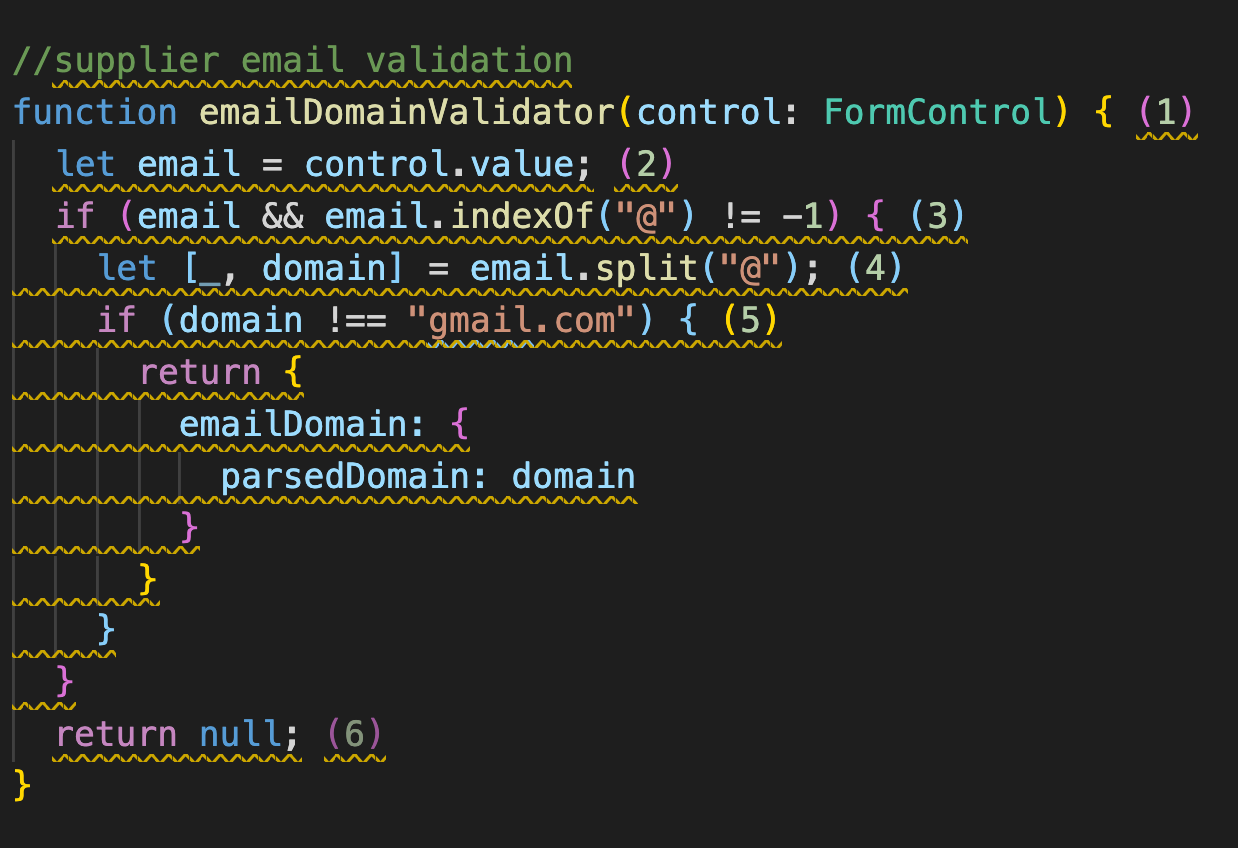 //supplier email validation
function emailDomainValidator(control: FormControl) { (1)
  let email = control.value; (2)
  if (email && email.indexOf("@") != -1) { (3)
    let [_, domain] = email.split("@"); (4)
    if (domain !== "gmail.com") { (5)
      return {
        emailDomain: {
          parsedDomain: domain
        }
      }
    }
  }
  return null; (6)
}